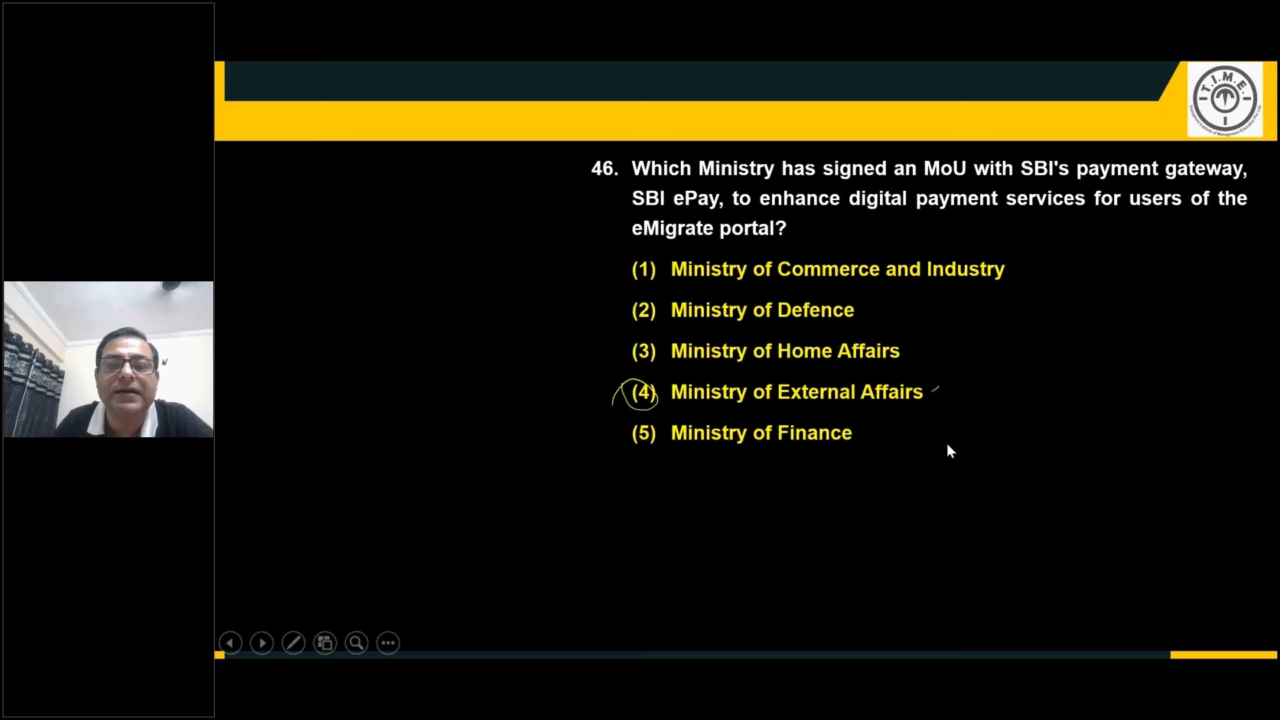 T.I.M.E.
46. Which Ministry has signed an MoU with SBI's payment gateway,
SBI ePay, to enhance digital payment services for users of the
eMigrate portal?
(1) Ministry of Commerce and Industry
(2) Ministry of Defence
(3) Ministry of Home Affairs
(4) Ministry of External Affairs
(5) Ministry of Finance